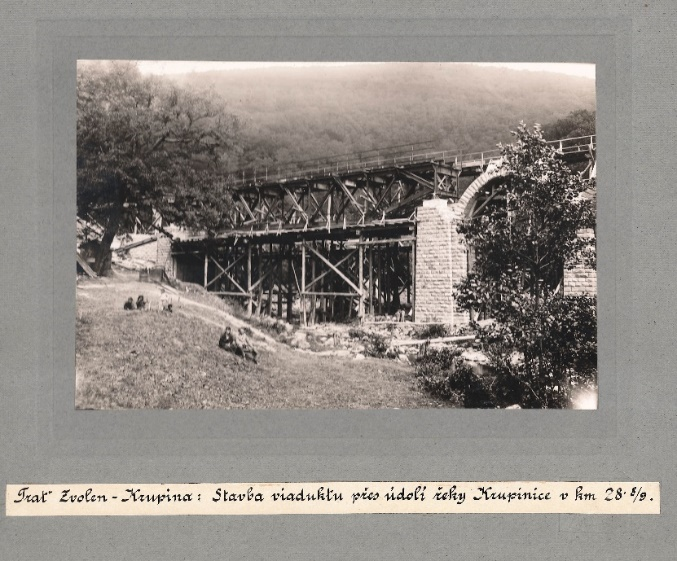 Trať Zvolen - Krupina: Stavba viaduktu přes údolí řeky Krupinice v km 28·8/9.